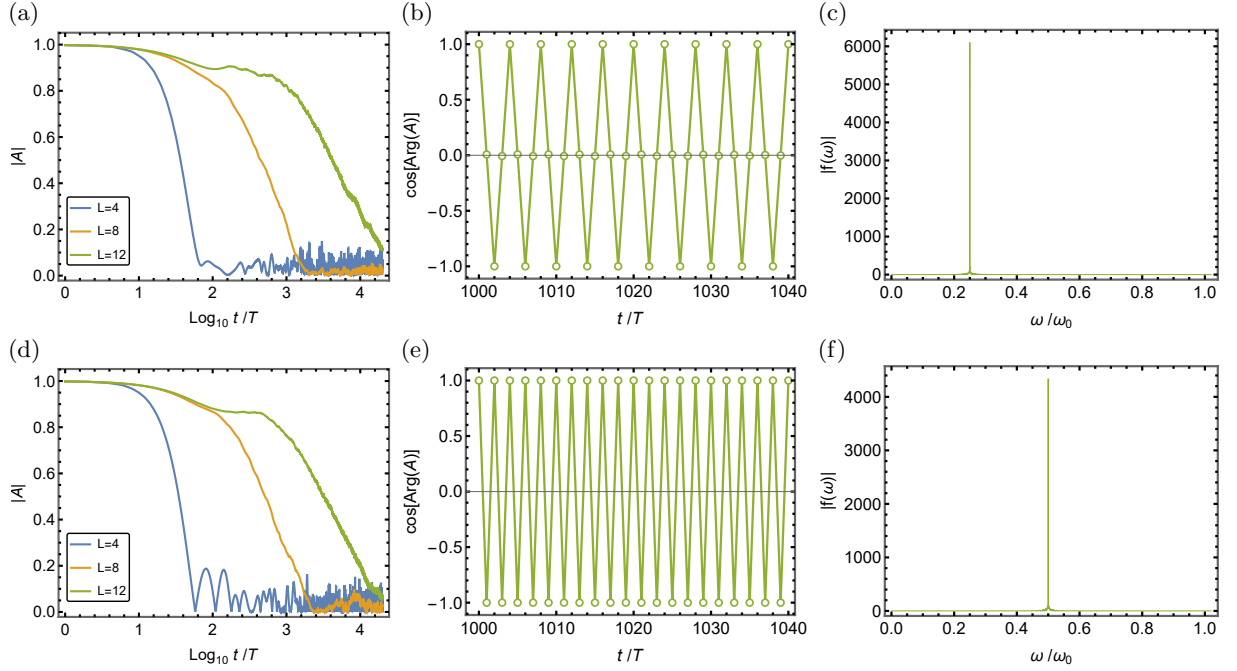 (a)
1.0
0.8
0.6
0.4
0.2
0.0
|A|
L=4
L=8
L=12
0
1
2
3
4
Log10 t/T
(b)
1.0
0.5
0.0
−0.5
−1.0
cos[Arg(A)]
1000
1010
1020
1030
1040
t/T
(c)
6000
5000
4000
3000
2000
1000
0
|f(ω)|
0.0
0.2
0.4
0.6
0.8
1.0
ω/ω0
(d)
1.0
0.8
0.6
0.4
0.2
0.0
|A|
L=4
L=8
L=12
0
1
2
3
4
Log10 t/T
(e)
1.0
0.5
0.0
−0.5
−1.0
cos[Arg(A)]
1000
1010
1020
1030
1040
t/T
(f)
4000
3000
2000
1000
0
|f(ω)|
0.0
0.2
0.4
0.6
0.8
1.0
ω/ω0